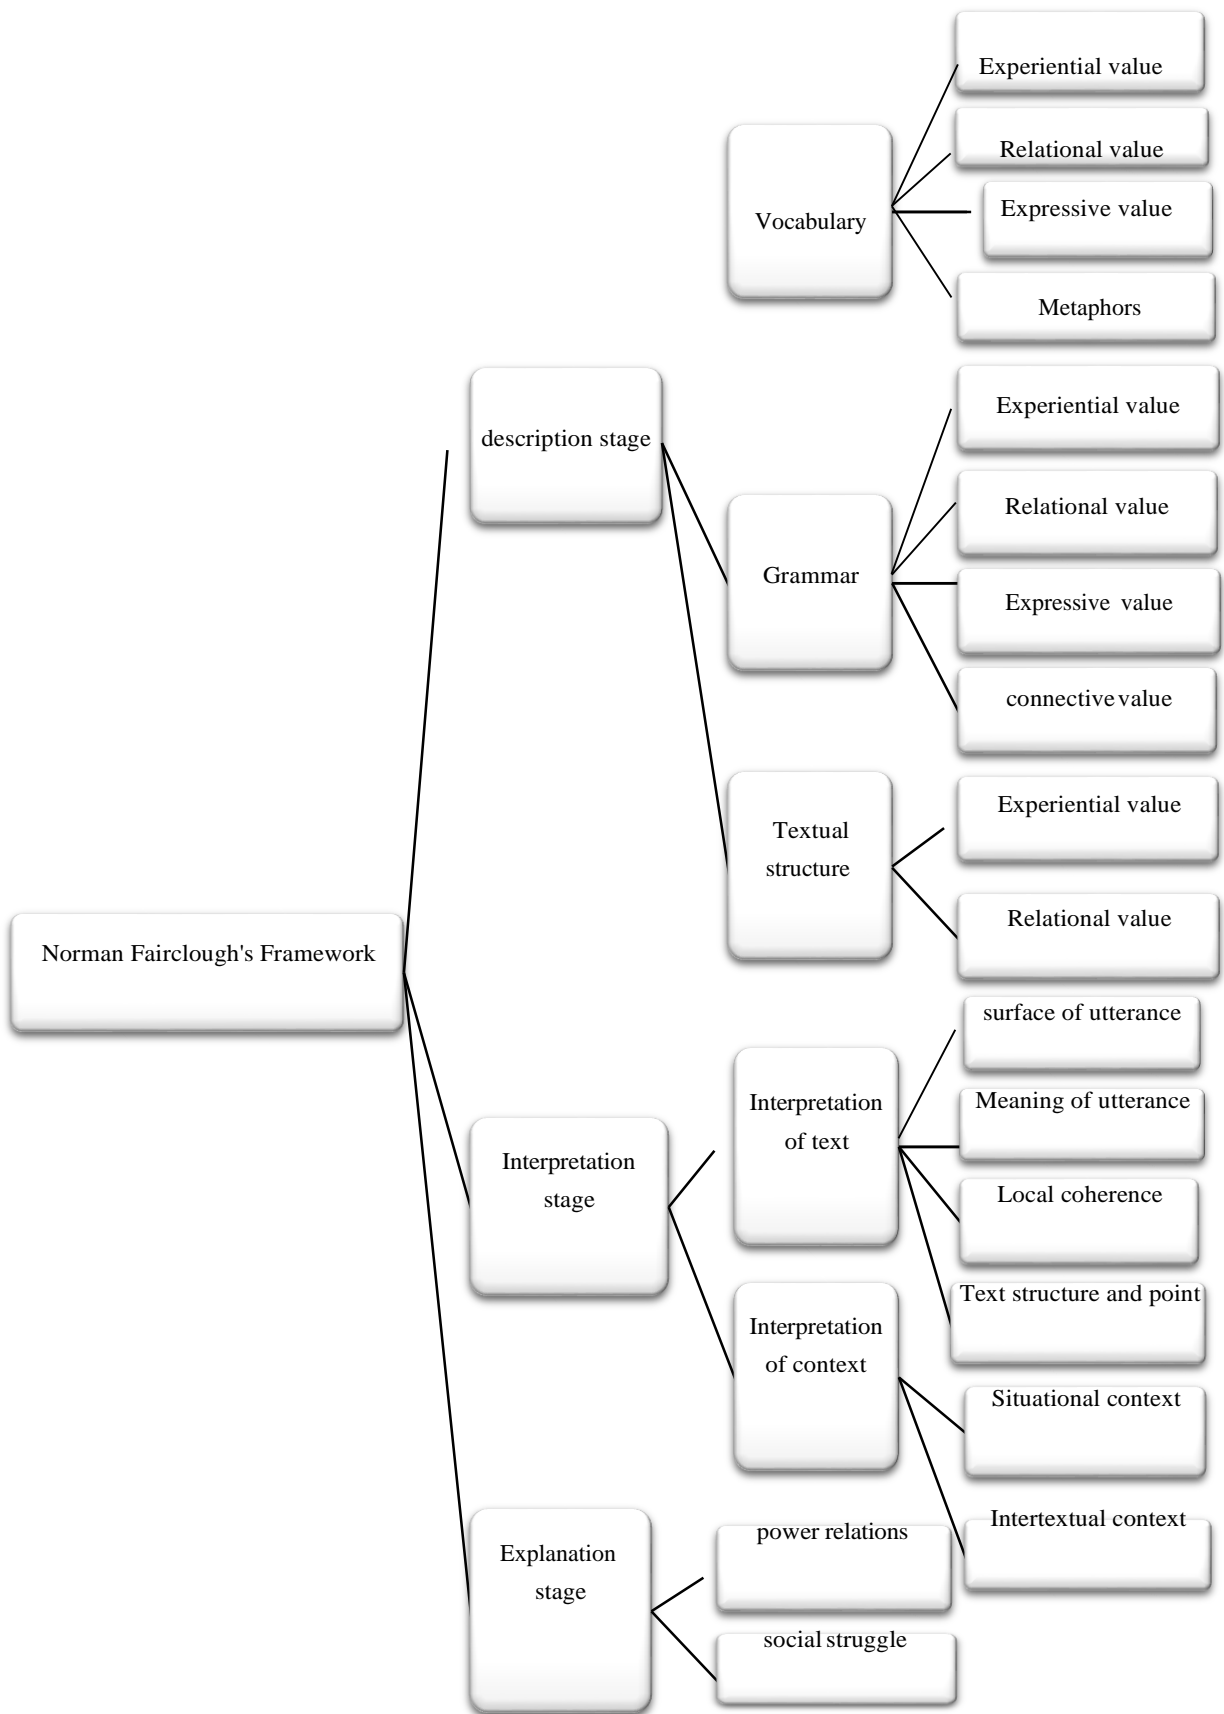 Experiential value
Relational value
Expressive value
Vocabulary
Metaphors
Experiential value
description stage
Relational value
Grammar
Expressive value
connective value
Experiential value
Textual
structure
Relational value
Norman Fairclough's Framework
surface of utterance
Interpretation
of text
Meaning of utterance
Interpretation
stage
Local coherence
Text structure and point
Interpretation
of context
Situational context
Intertextual context
power relations
Explanation
stage
social struggle